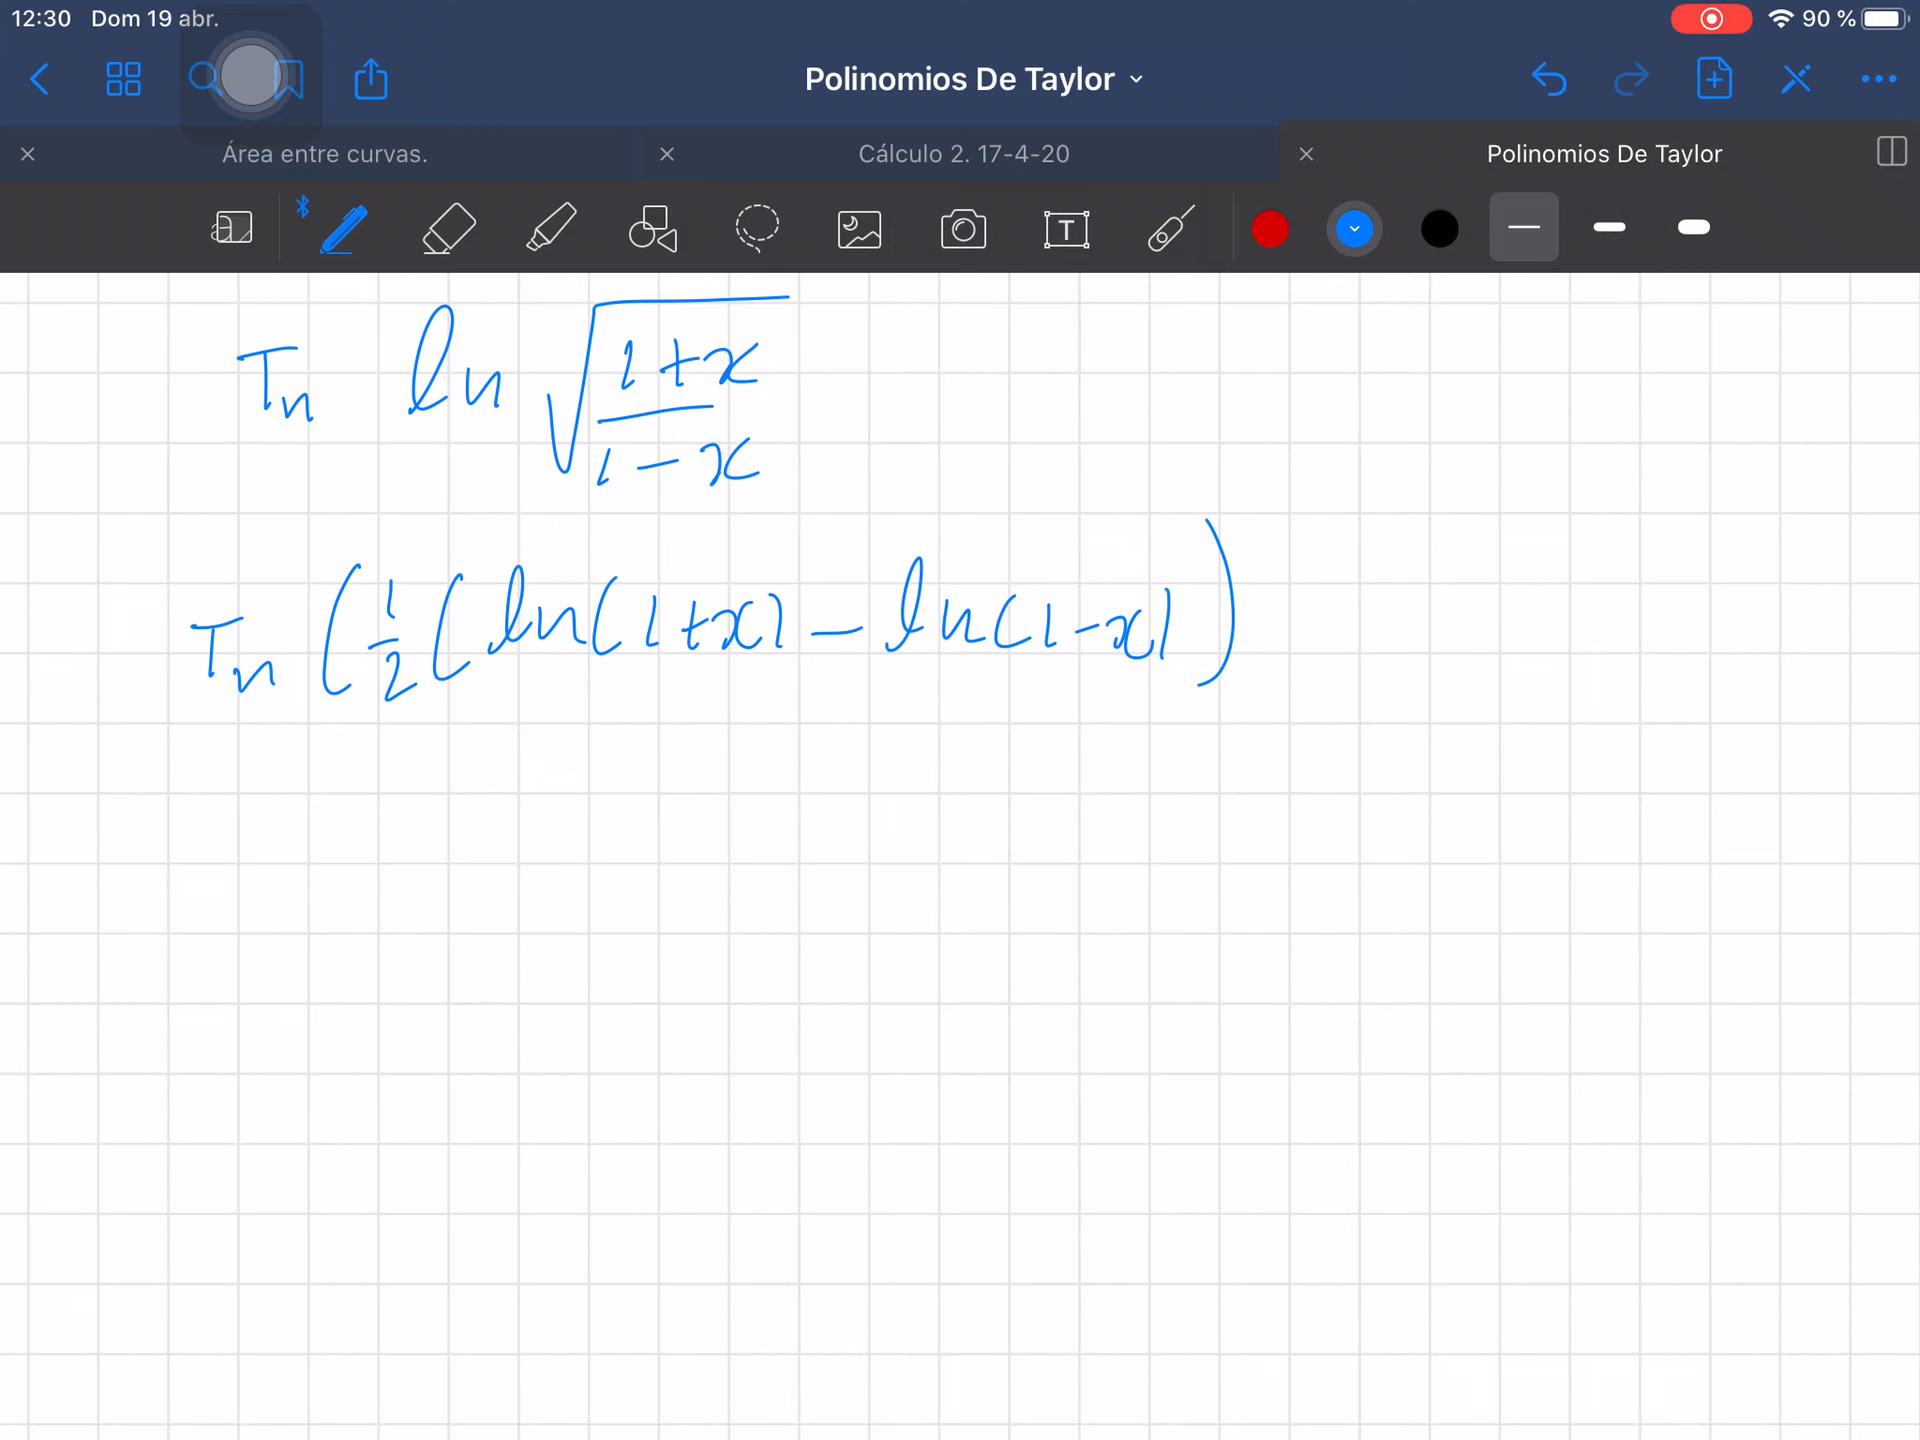 12:30 Dom 19 abr. 90 %
Polinomios De Taylor
Área entre curvas. Cálculo 2. 17-4-20 Polinomios De Taylor
T
Tn ln √((1+x)/(1-x))
Tn (1/2 (ln(1+x) - ln(1-x))